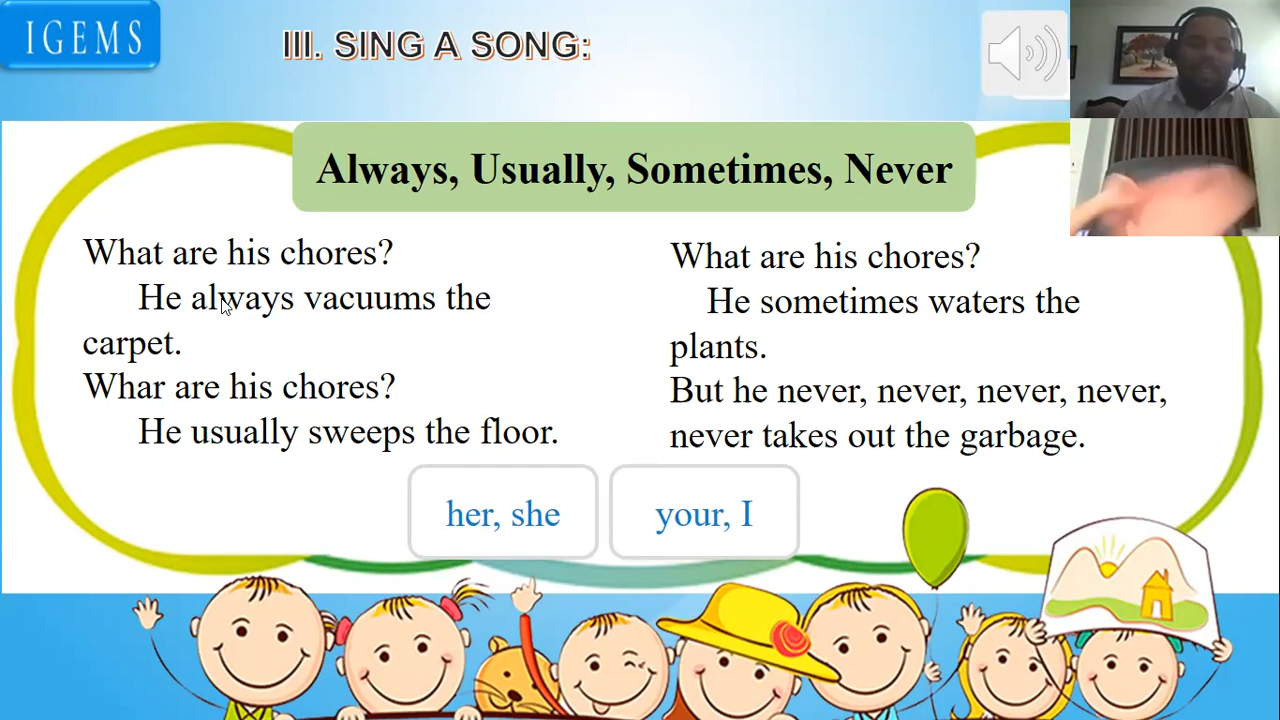 IGEMS
III. SING A SONG:
Always, Usually, Sometimes, Never
What are his chores?
He always vacuums the
carpet.
Whar are his chores?
He usually sweeps the floor.
What are his chores?
He sometimes waters the
plants.
But he never, never, never, never,
never takes out the garbage.
her, she
your, I